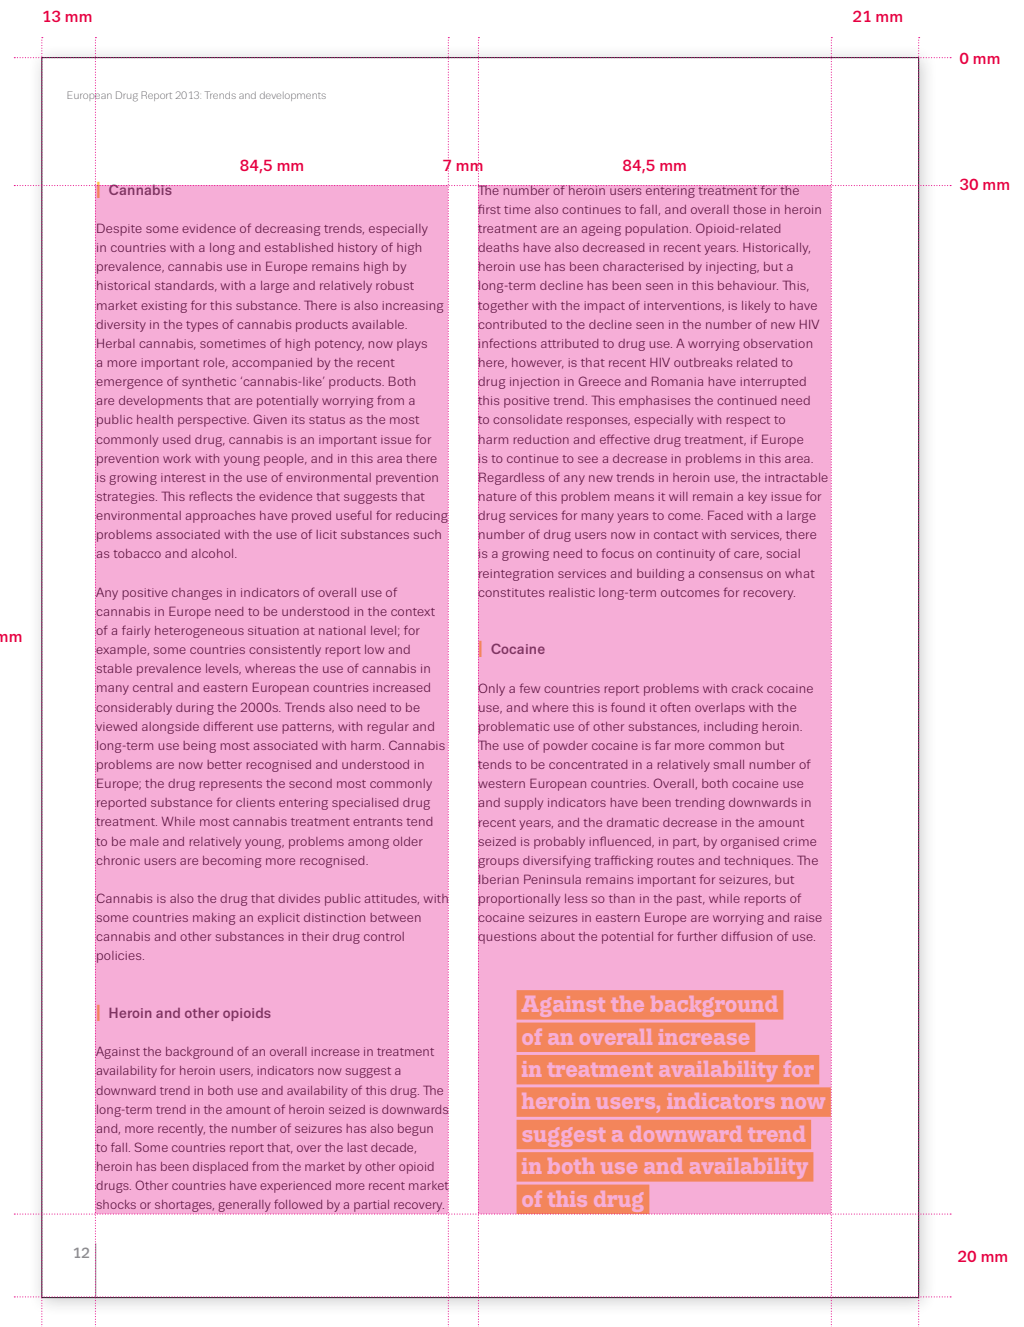 13 mm
21 mm
0 mm
European Drug Report 2013: Trends and developments
84,5 mm
7 mm
84,5 mm
30 mm
Cannabis
Despite some evidence of decreasing trends, especially
in countries with a long and established history of high
prevalence, cannabis use in Europe remains high by
historical standards, with a large and relatively robust
market existing for this substance. There is also increasing
diversity in the types of cannabis products available.
Herbal cannabis, sometimes of high potency, now plays
a more important role, accompanied by the recent
emergence of synthetic ‘cannabis-like’ products. Both
are developments that are potentially worrying from a
public health perspective. Given its status as the most
commonly used drug, cannabis is an important issue for
prevention work with young people, and in this area there
is growing interest in the use of environmental prevention
strategies. This reflects the evidence that suggests that
environmental approaches have proved useful for reducing
problems associated with the use of licit substances such
as tobacco and alcohol.
Any positive changes in indicators of overall use of
cannabis in Europe need to be understood in the context
of a fairly heterogeneous situation at national level; for
example, some countries consistently report low and
stable prevalence levels, whereas the use of cannabis in
many central and eastern European countries increased
considerably during the 2000s. Trends also need to be
viewed alongside different use patterns, with regular and
long-term use being most associated with harm. Cannabis
problems are now better recognised and understood in
Europe; the drug represents the second most commonly
reported substance for clients entering specialised drug
treatment. While most cannabis treatment entrants tend
to be male and relatively young, problems among older
chronic users are becoming more recognised.
Cannabis is also the drug that divides public attitudes, with
some countries making an explicit distinction between
cannabis and other substances in their drug control
policies.
Heroin and other opioids
Against the background of an overall increase in treatment
availability for heroin users, indicators now suggest a
downward trend in both use and availability of this drug. The
long-term trend in the amount of heroin seized is downwards
and, more recently, the number of seizures has also begun
to fall. Some countries report that, over the last decade,
heroin has been displaced from the market by other opioid
drugs. Other countries have experienced more recent market
shocks or shortages, generally followed by a partial recovery.
The number of heroin users entering treatment for the
first time also continues to fall, and overall those in heroin
treatment are an ageing population. Opioid-related
deaths have also decreased in recent years. Historically,
heroin use has been characterised by injecting, but a
long-term decline has been seen in this behaviour. This,
together with the impact of interventions, is likely to have
contributed to the decline seen in the number of new HIV
infections attributed to drug use. A worrying observation
here, however, is that recent HIV outbreaks related to
drug injection in Greece and Romania have interrupted
this positive trend. This emphasises the continued need
to consolidate responses, especially with respect to
harm reduction and effective drug treatment, if Europe
is to continue to see a decrease in problems in this area.
Regardless of any new trends in heroin use, the intractable
nature of this problem means it will remain a key issue for
drug services for many years to come. Faced with a large
number of drug users now in contact with services, there
is a growing need to focus on continuity of care, social
reintegration services and building a consensus on what
constitutes realistic long-term outcomes for recovery.
Cocaine
Only a few countries report problems with crack cocaine
use, and where this is found it often overlaps with the
problematic use of other substances, including heroin.
The use of powder cocaine is far more common but
tends to be concentrated in a relatively small number of
western European countries. Overall, both cocaine use
and supply indicators have been trending downwards in
recent years, and the dramatic decrease in the amount
seized is probably influenced, in part, by organised crime
groups diversifying trafficking routes and techniques. The
Iberian Peninsula remains important for seizures, but
proportionally less so than in the past, while reports of
cocaine seizures in eastern Europe are worrying and raise
questions about the potential for further diffusion of use.
Against the background
of an overall increase
in treatment availability for
heroin users, indicators now
suggest a downward trend
in both use and availability
of this drug
mm
12
20 mm